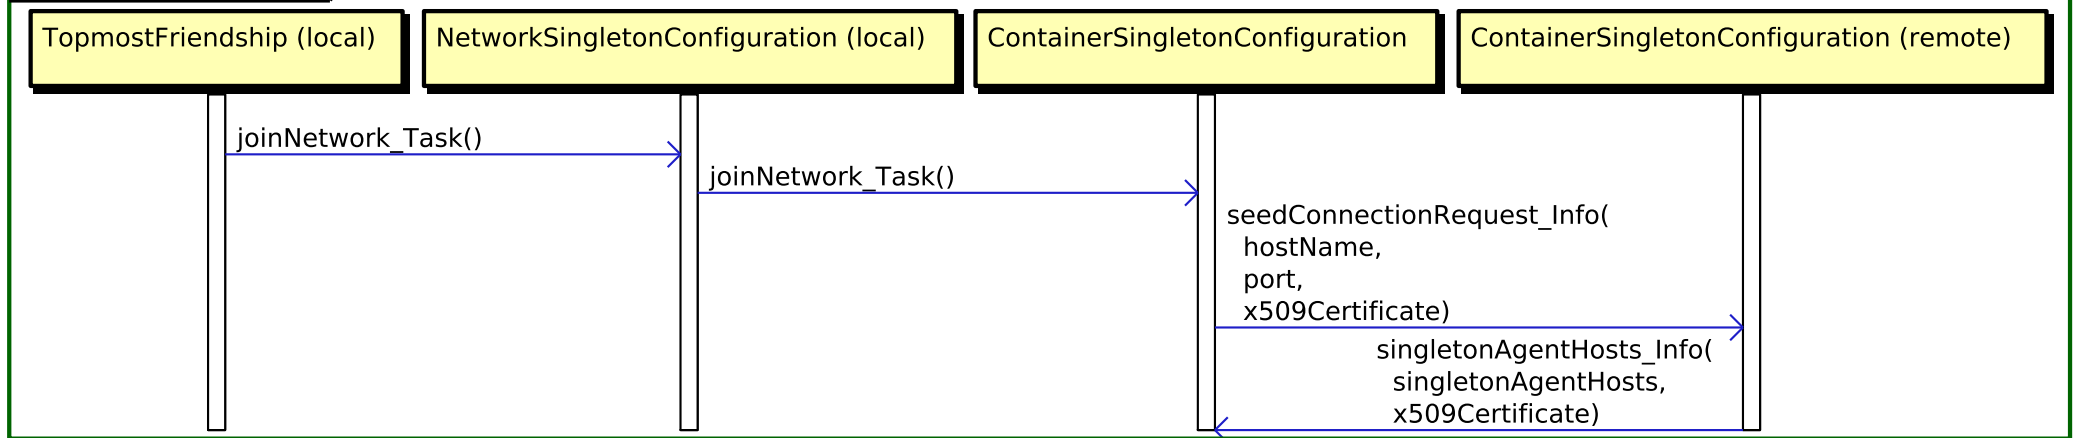 TopmostFriendship (local)
NetworkSingletonConfiguration (local)
ContainerSingletonConfiguration
ContainerSingletonConfiguration (remote)
joinNetwork_Task()
joinNetwork_Task()
seedConnectionRequest_Info(
hostName,
port,
x509Certificate)
singletonAgentHosts_Info(
singletonAgentHosts,
x509Certificate)